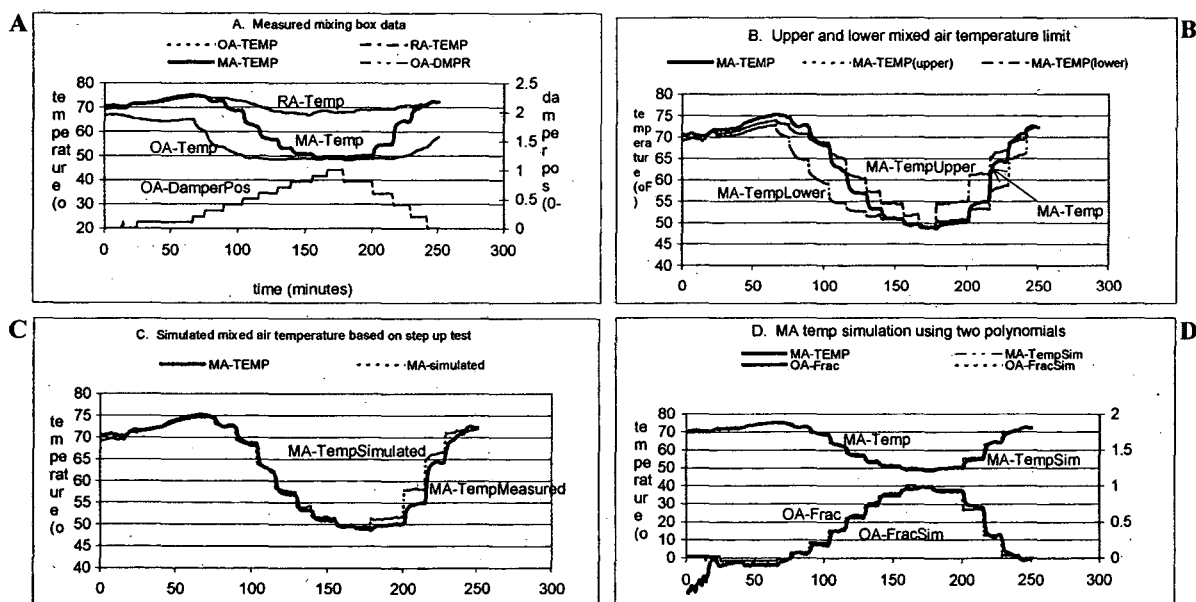 A
A. Measured mixing box data
OA-TEMP
RA-TEMP
MA-TEMP
OA-DMPR
te
m
pe
ratur
e (o
80
70
60
50
40
30
20
RA-Temp
MA-Temp
OA-Temp
OA-DamperPos
2.5
2
1.5
1
0.5
0
da
m
pe
r
pos
(0-
0
50
100
150
200
250
300
time (minutes)
B
B. Upper and lower mixed air temperature limit
MA-TEMP
MA-TEMP(upper)
MA-TEMP(lower)
te
mp
era
tur
e
(oF
)
80
75
70
65
60
55
50
45
40
MA-TempUpper
MA-TempLower
MA-Temp
0
50
100
150
200
250
300
C
C. Simulated mixed air temperature based on step up test
MA-TEMP
MA-simulated
te
m
pe
rat
ure
(o
80
75
70
65
60
55
50
45
40
MA-TempSimulated
MA-TempMeasured
0
50
100
150
200
250
300
D
D. MA temp simulation using two polynomials
MA-TEMP
MA-TempSim
OA-Frac
OA-FracSim
te
m
pe
rat
ur
e
(o
80
70
60
50
40
30
20
10
0
MA-Temp
MA-TempSim
OA-Frac
OA-FracSim
2
1.5
1
0.5
0
0
50
100
150
200
250
300